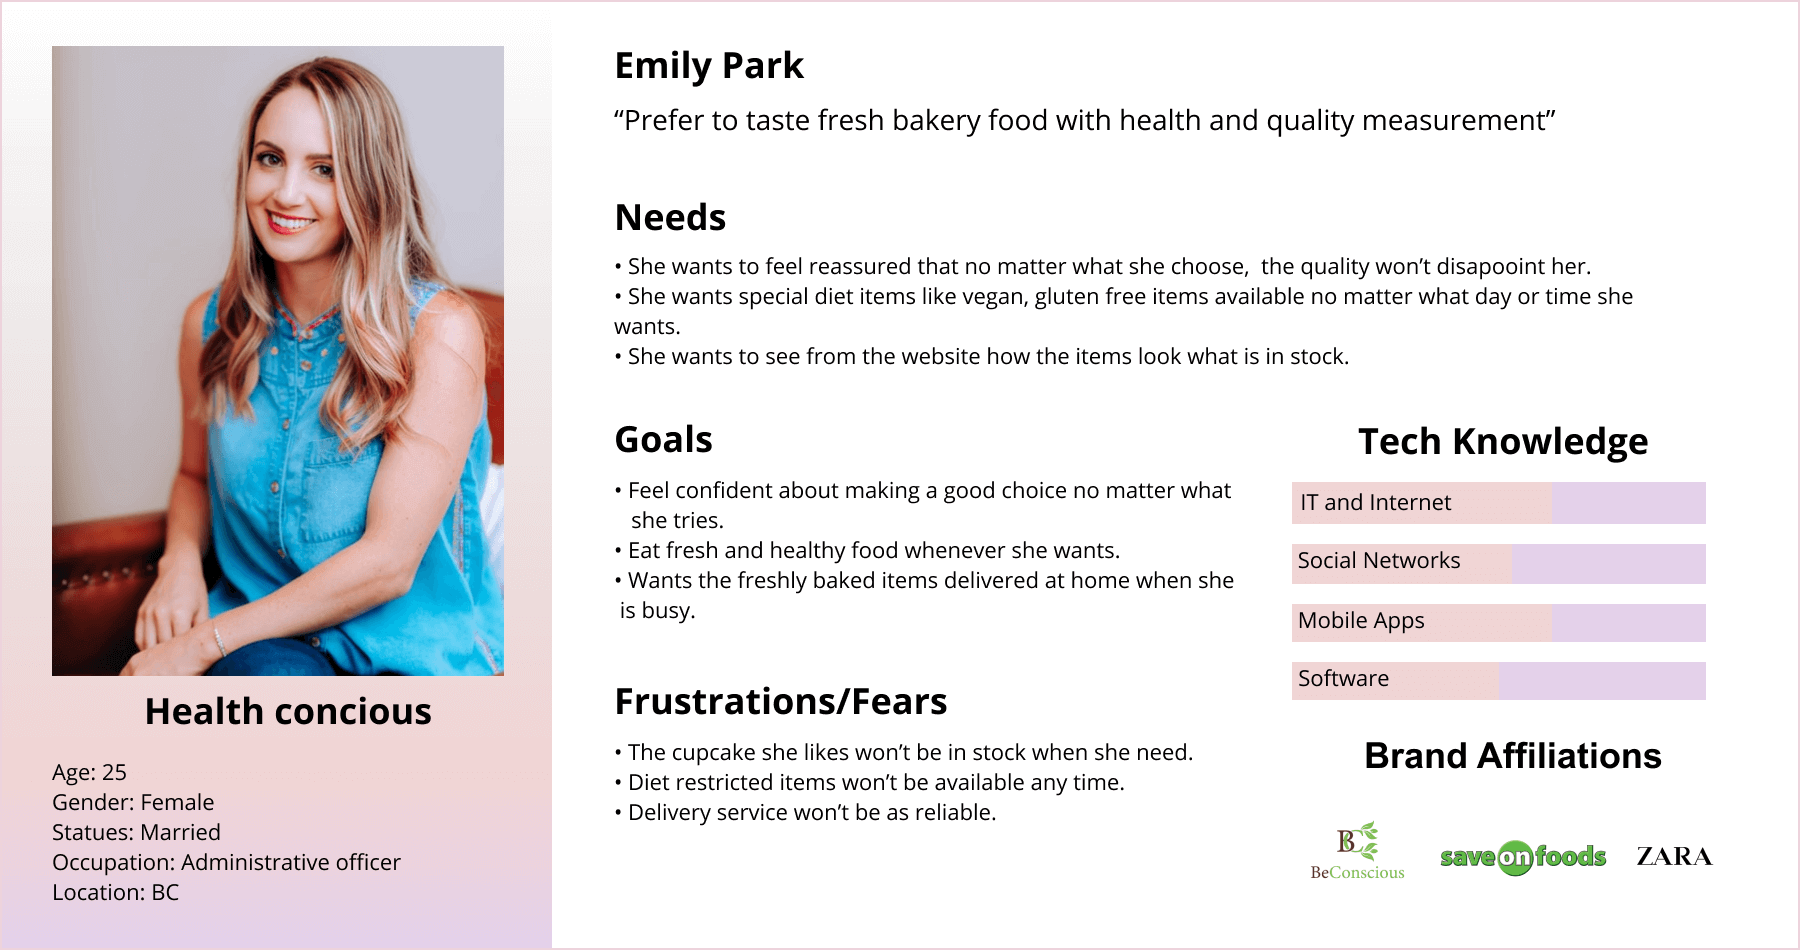 Emily Park
“Prefer to taste fresh bakery food with health and quality measurement”
Needs
• She wants to feel reassured that no matter what she choose,  the quality won’t disapooint her.
• She wants special diet items like vegan, gluten free items available no matter what day or time she
wants.
• She wants to see from the website how the items look what is in stock.
Goals
• Feel confident about making a good choice no matter what
she tries.
• Eat fresh and healthy food whenever she wants.
• Wants the freshly baked items delivered at home when she
is busy.
Frustrations/Fears
• The cupcake she likes won’t be in stock when she need.
• Diet restricted items won’t be available any time.
• Delivery service won’t be as reliable.
Tech Knowledge
IT and Internet
Social Networks
Mobile Apps
Software
Brand Affiliations
BC
BeConscious
save on foods
ZARA
Health concious
Age: 25
Gender: Female
Statues: Married
Occupation: Administrative officer
Location: BC